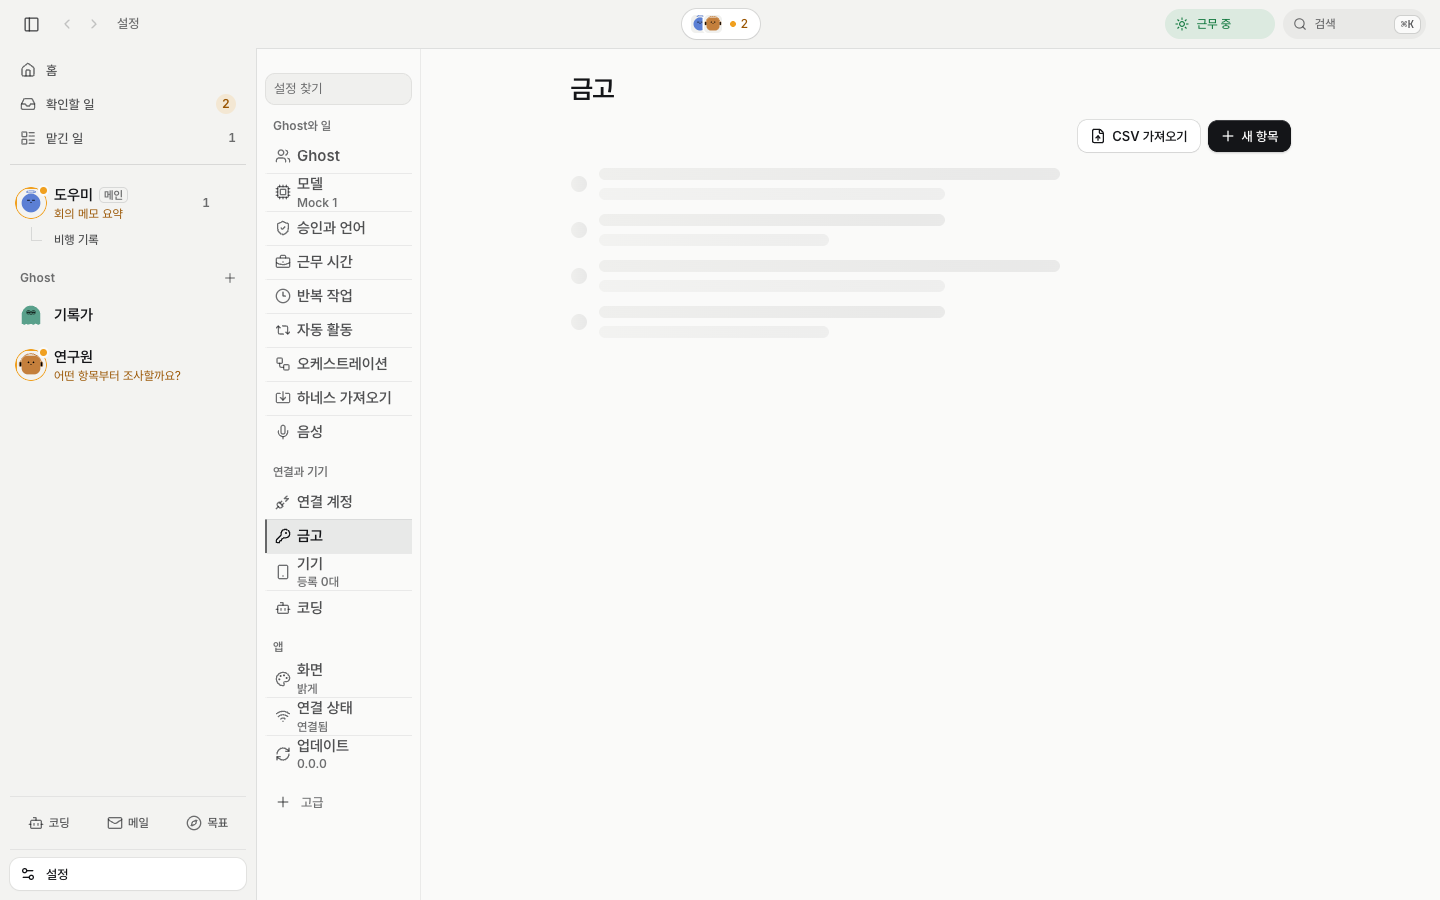 설정
2
근무 중
검색
⌘K
홈
확인할 일
2
맡긴 일
1
도우미
메인
회의 메모 요약
1
비행 기록
Ghost
기록가
연구원
어떤 항목부터 조사할까요?
코딩
메일
목표
설정
설정 찾기
Ghost와 일
Ghost
모델
Mock 1
승인과 언어
근무 시간
반복 작업
자동 활동
오케스트레이션
하네스 가져오기
음성
연결과 기기
연결 계정
금고
기기
등록 0대
코딩
앱
화면
밝게
연결 상태
연결됨
업데이트
0.0.0
고급
금고
CSV 가져오기
새 항목